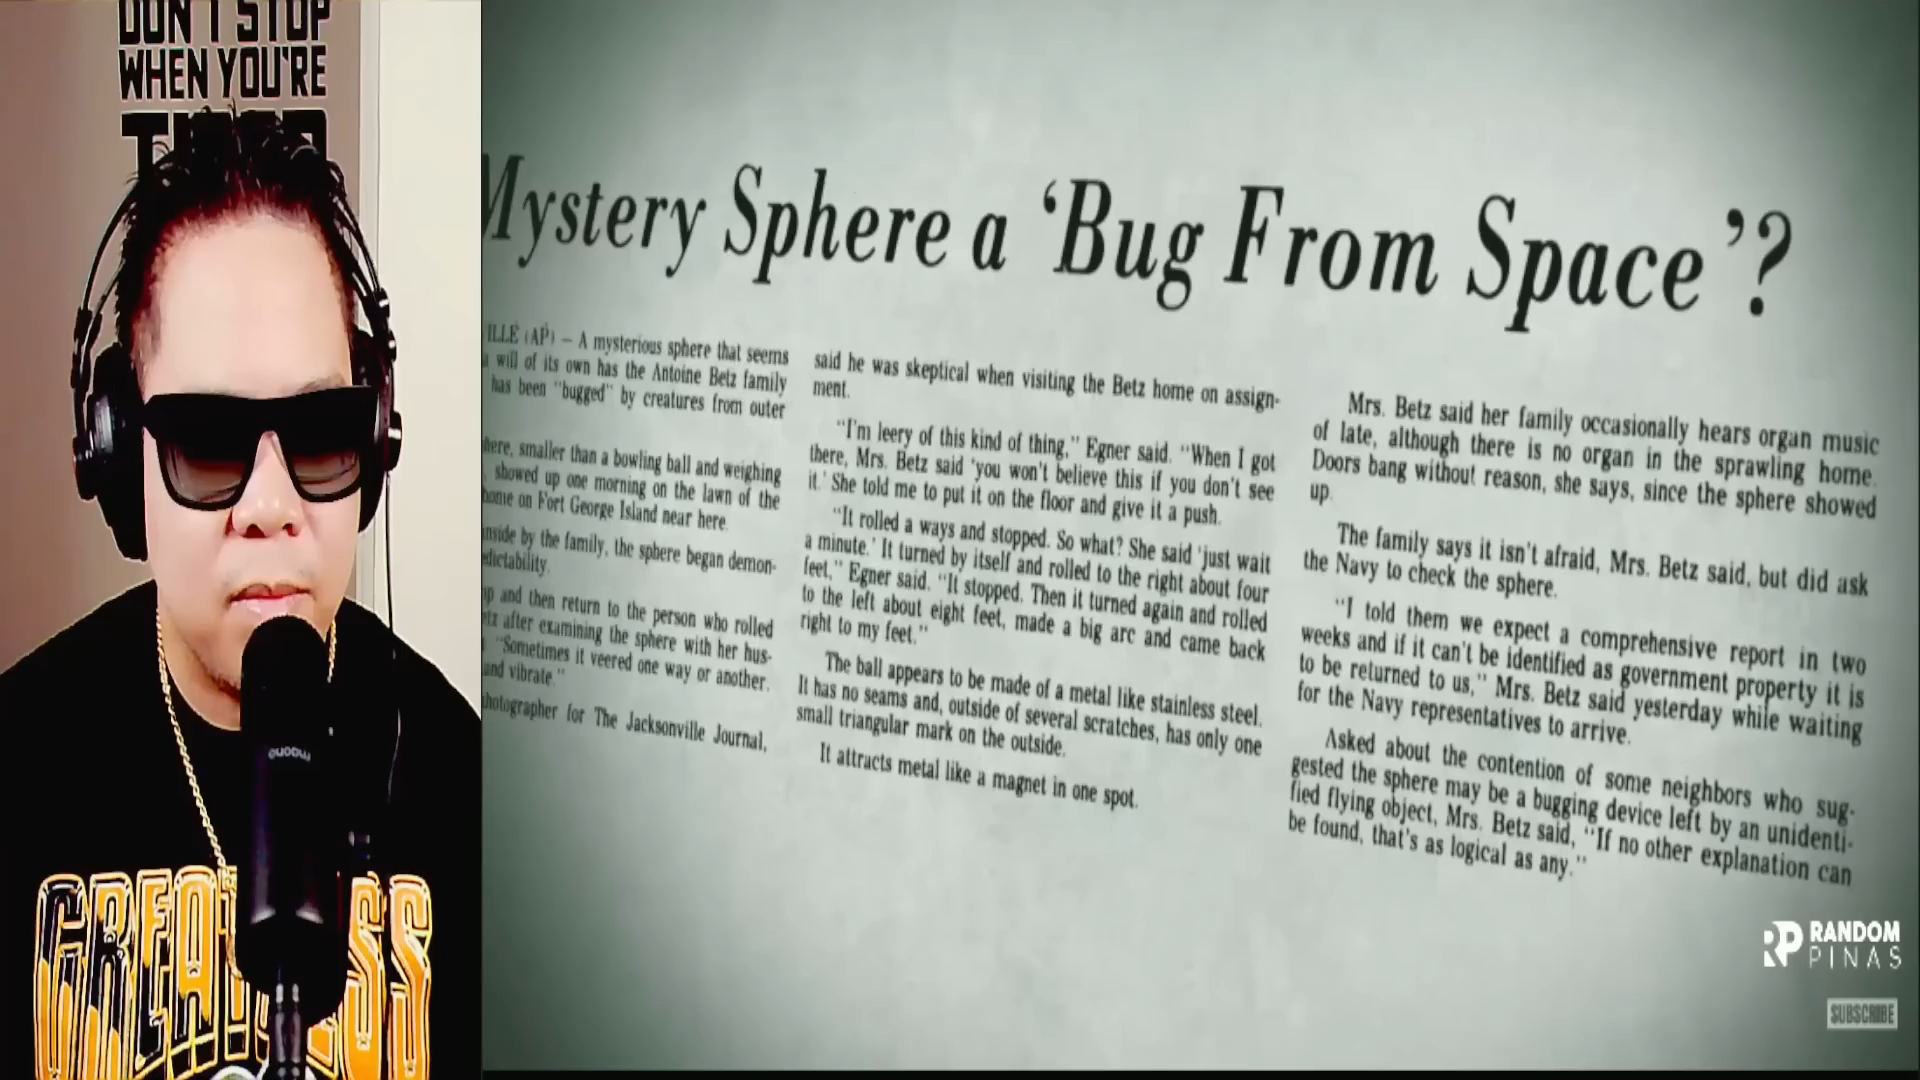 DON'T STOP
WHEN YOU'RE
TIRED
Mystery Sphere a 'Bug From Space'?
ILLE (AP) – A mysterious sphere that seems
a will of its own has the Antoine Betz family
has been "bugged" by creatures from outer
here, smaller than a bowling ball and weighing
showed up one morning on the lawn of the
home on Fort George Island near here.
nside by the family, the sphere began demon-
dictability.
p and then return to the person who rolled
etz after examining the sphere with her hus-
"Sometimes it veered one way or another.
and vibrate."
hotographer for The Jacksonville Journal,
said he was skeptical when visiting the Betz home on assign-
ment.
"I'm leery of this kind of thing," Egner said. "When I got
there, Mrs. Betz said 'you won't believe this if you don't see
it.' She told me to put it on the floor and give it a push.
"It rolled a ways and stopped. So what? She said 'just wait
a minute.' It turned by itself and rolled to the right about four
feet," Egner said. "It stopped. Then it turned again and rolled
to the left about eight feet, made a big arc and came back
right to my feet."
The ball appears to be made of a metal like stainless steel.
It has no seams and, outside of several scratches, has only one
small triangular mark on the outside.
It attracts metal like a magnet in one spot.
Mrs. Betz said her family occasionally hears organ music
of late, although there is no organ in the sprawling home.
Doors bang without reason, she says, since the sphere showed
up.
The family says it isn't afraid, Mrs. Betz said, but did ask
the Navy to check the sphere.
"I told them we expect a comprehensive report in two
weeks and if it can't be identified as government property it is
to be returned to us," Mrs. Betz said yesterday while waiting
for the Navy representatives to arrive.
Asked about the contention of some neighbors who sug-
gested the sphere may be a bugging device left by an unidenti-
fied flying object, Mrs. Betz said, "If no other explanation can
be found, that's as logical as any."
maono
GREATNESS
RP RANDOM
PINAS
SUBSCRIBE